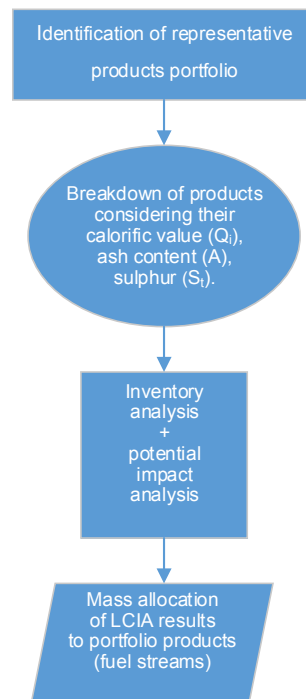 Identification of representative
products portfolio
Breakdown of products
considering their
calorific value (Qᵢ),
ash content (A),
sulphur (Sₜ).
Inventory
analysis
+
potential
impact
analysis
Mass allocation
of LCIA results
to portfolio products
(fuel streams)